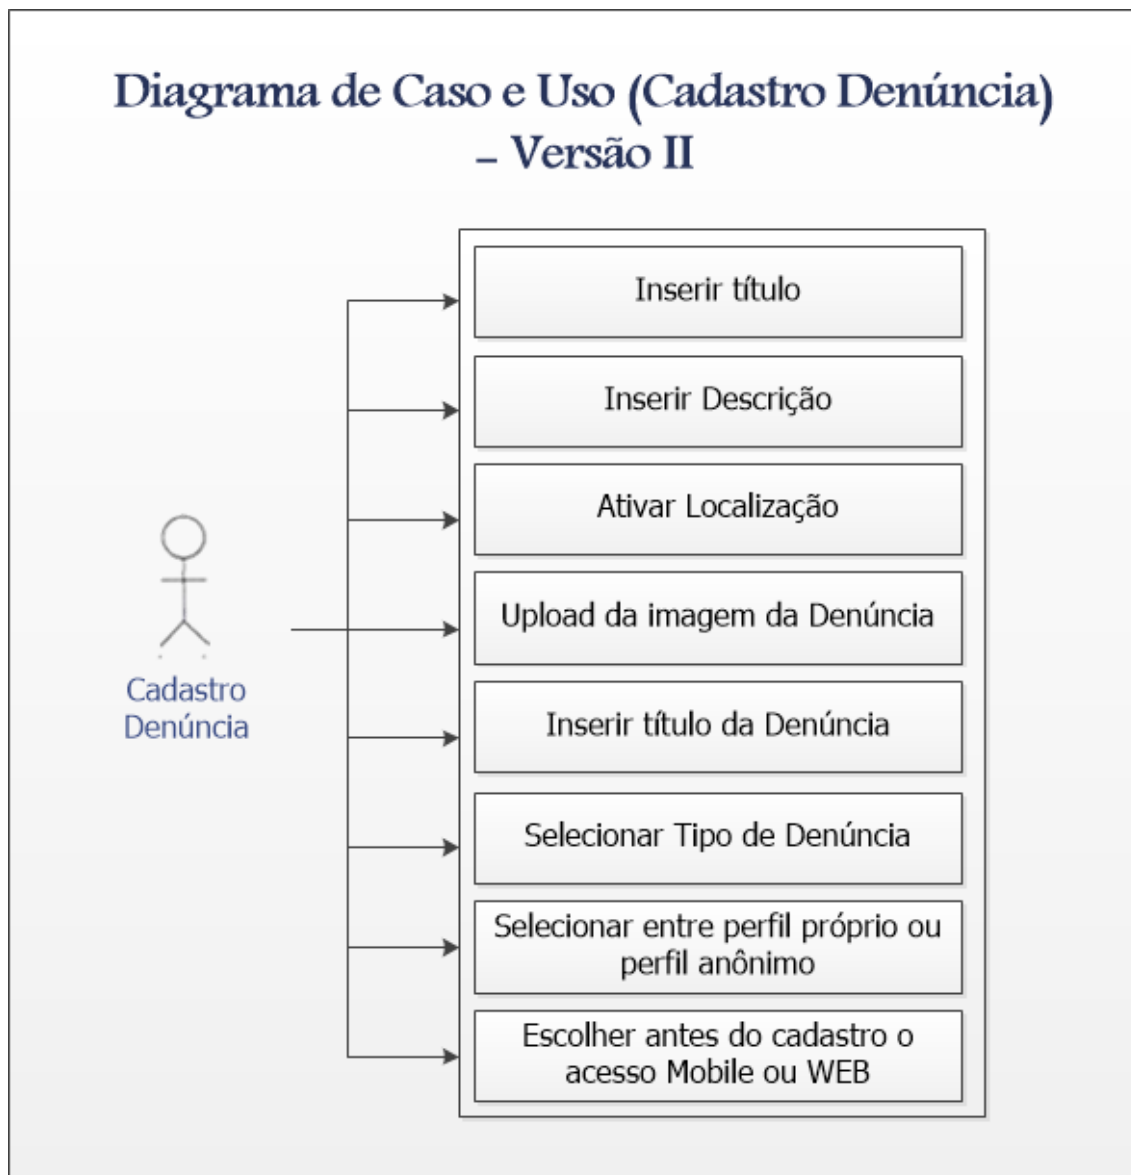 Diagrama de Caso e Uso (Cadastro Denúncia)
– Versão II
Inserir título
Inserir Descrição
Ativar Localização
Upload da imagem da Denúncia
Cadastro
Denúncia
Inserir título da Denúncia
Selecionar Tipo de Denúncia
Selecionar entre perfil próprio ou
perfil anônimo
Escolher antes do cadastro o
acesso Mobile ou WEB